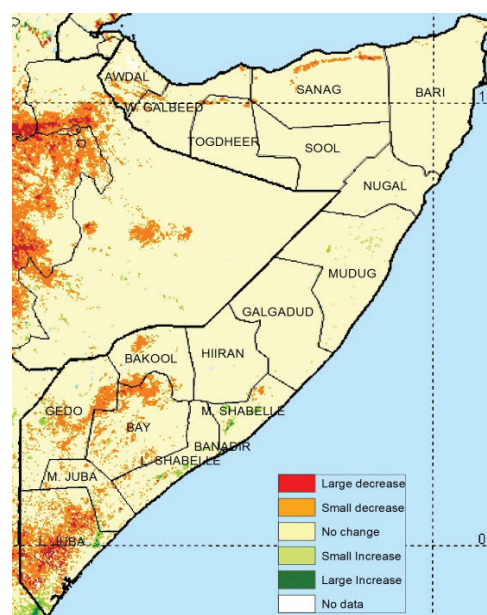 AWDAL
W. GALBEED
SANAG
BARI
1
TOGDHEER
SOOL
NUGAL
MUDUG
GALGADUD
BAKOOL
HIIRAN
GEDO
M. SHABELLE
BAY
BANADIR
L. SHABELLE
M. JUBA
L. JUBA
0
Large decrease
Small decrease
No change
Small Increase
Large Increase
No data